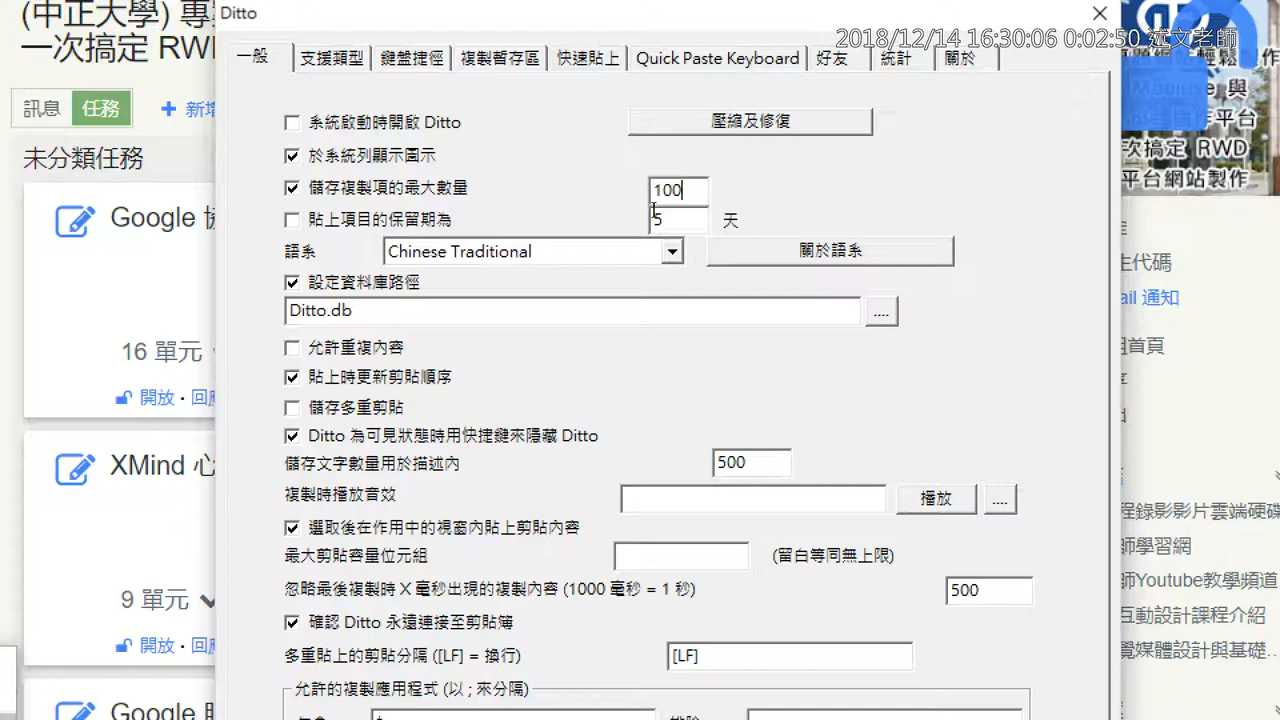 (中正大學) 專
一次搞定 RWD
訊息 任務 + 新增
未分類任務
Google 協
16 單元
開放 · 回應
XMind 心
9 單元
開放 · 回應
Google
Ditto
2018/12/14 16:30:06 0:02:50
一般 支援類型 鍵盤捷徑 複製暫存區 快速貼上 Quick Paste Keyboard 好友 統計 關於
系統啟動時開啟 Ditto 壓縮及修復
於系統列顯示圖示
儲存複製項的最大數量 100
貼上項目的保留期為 5 天
語系 Chinese Traditional 關於語系
設定資料庫路徑
Ditto.db ....
允許重複內容
貼上時更新剪貼順序
儲存多重剪貼
Ditto 為可見狀態時用快捷鍵來隱藏 Ditto
儲存文字數量用於描述內 500
複製時播放音效 播放 ....
選取後在作用中的視窗內貼上剪貼內容
最大剪貼容量位元組 (留白等同無上限)
忽略最後複製時 X 毫秒出現的複製內容 (1000 毫秒 = 1 秒) 500
確認 Ditto 永遠連接至剪貼簿
多重貼上的剪貼分隔 ([LF] = 換行) [LF]
允許的複製應用程式 (以 ; 來分隔)
次搞定 RWD
平台網站製作
生代碼
ail 通知
組首頁
程錄影影片雲端硬碟
師學習網
師Youtube教學頻道
互動設計課程介紹
覺媒體設計與基礎...